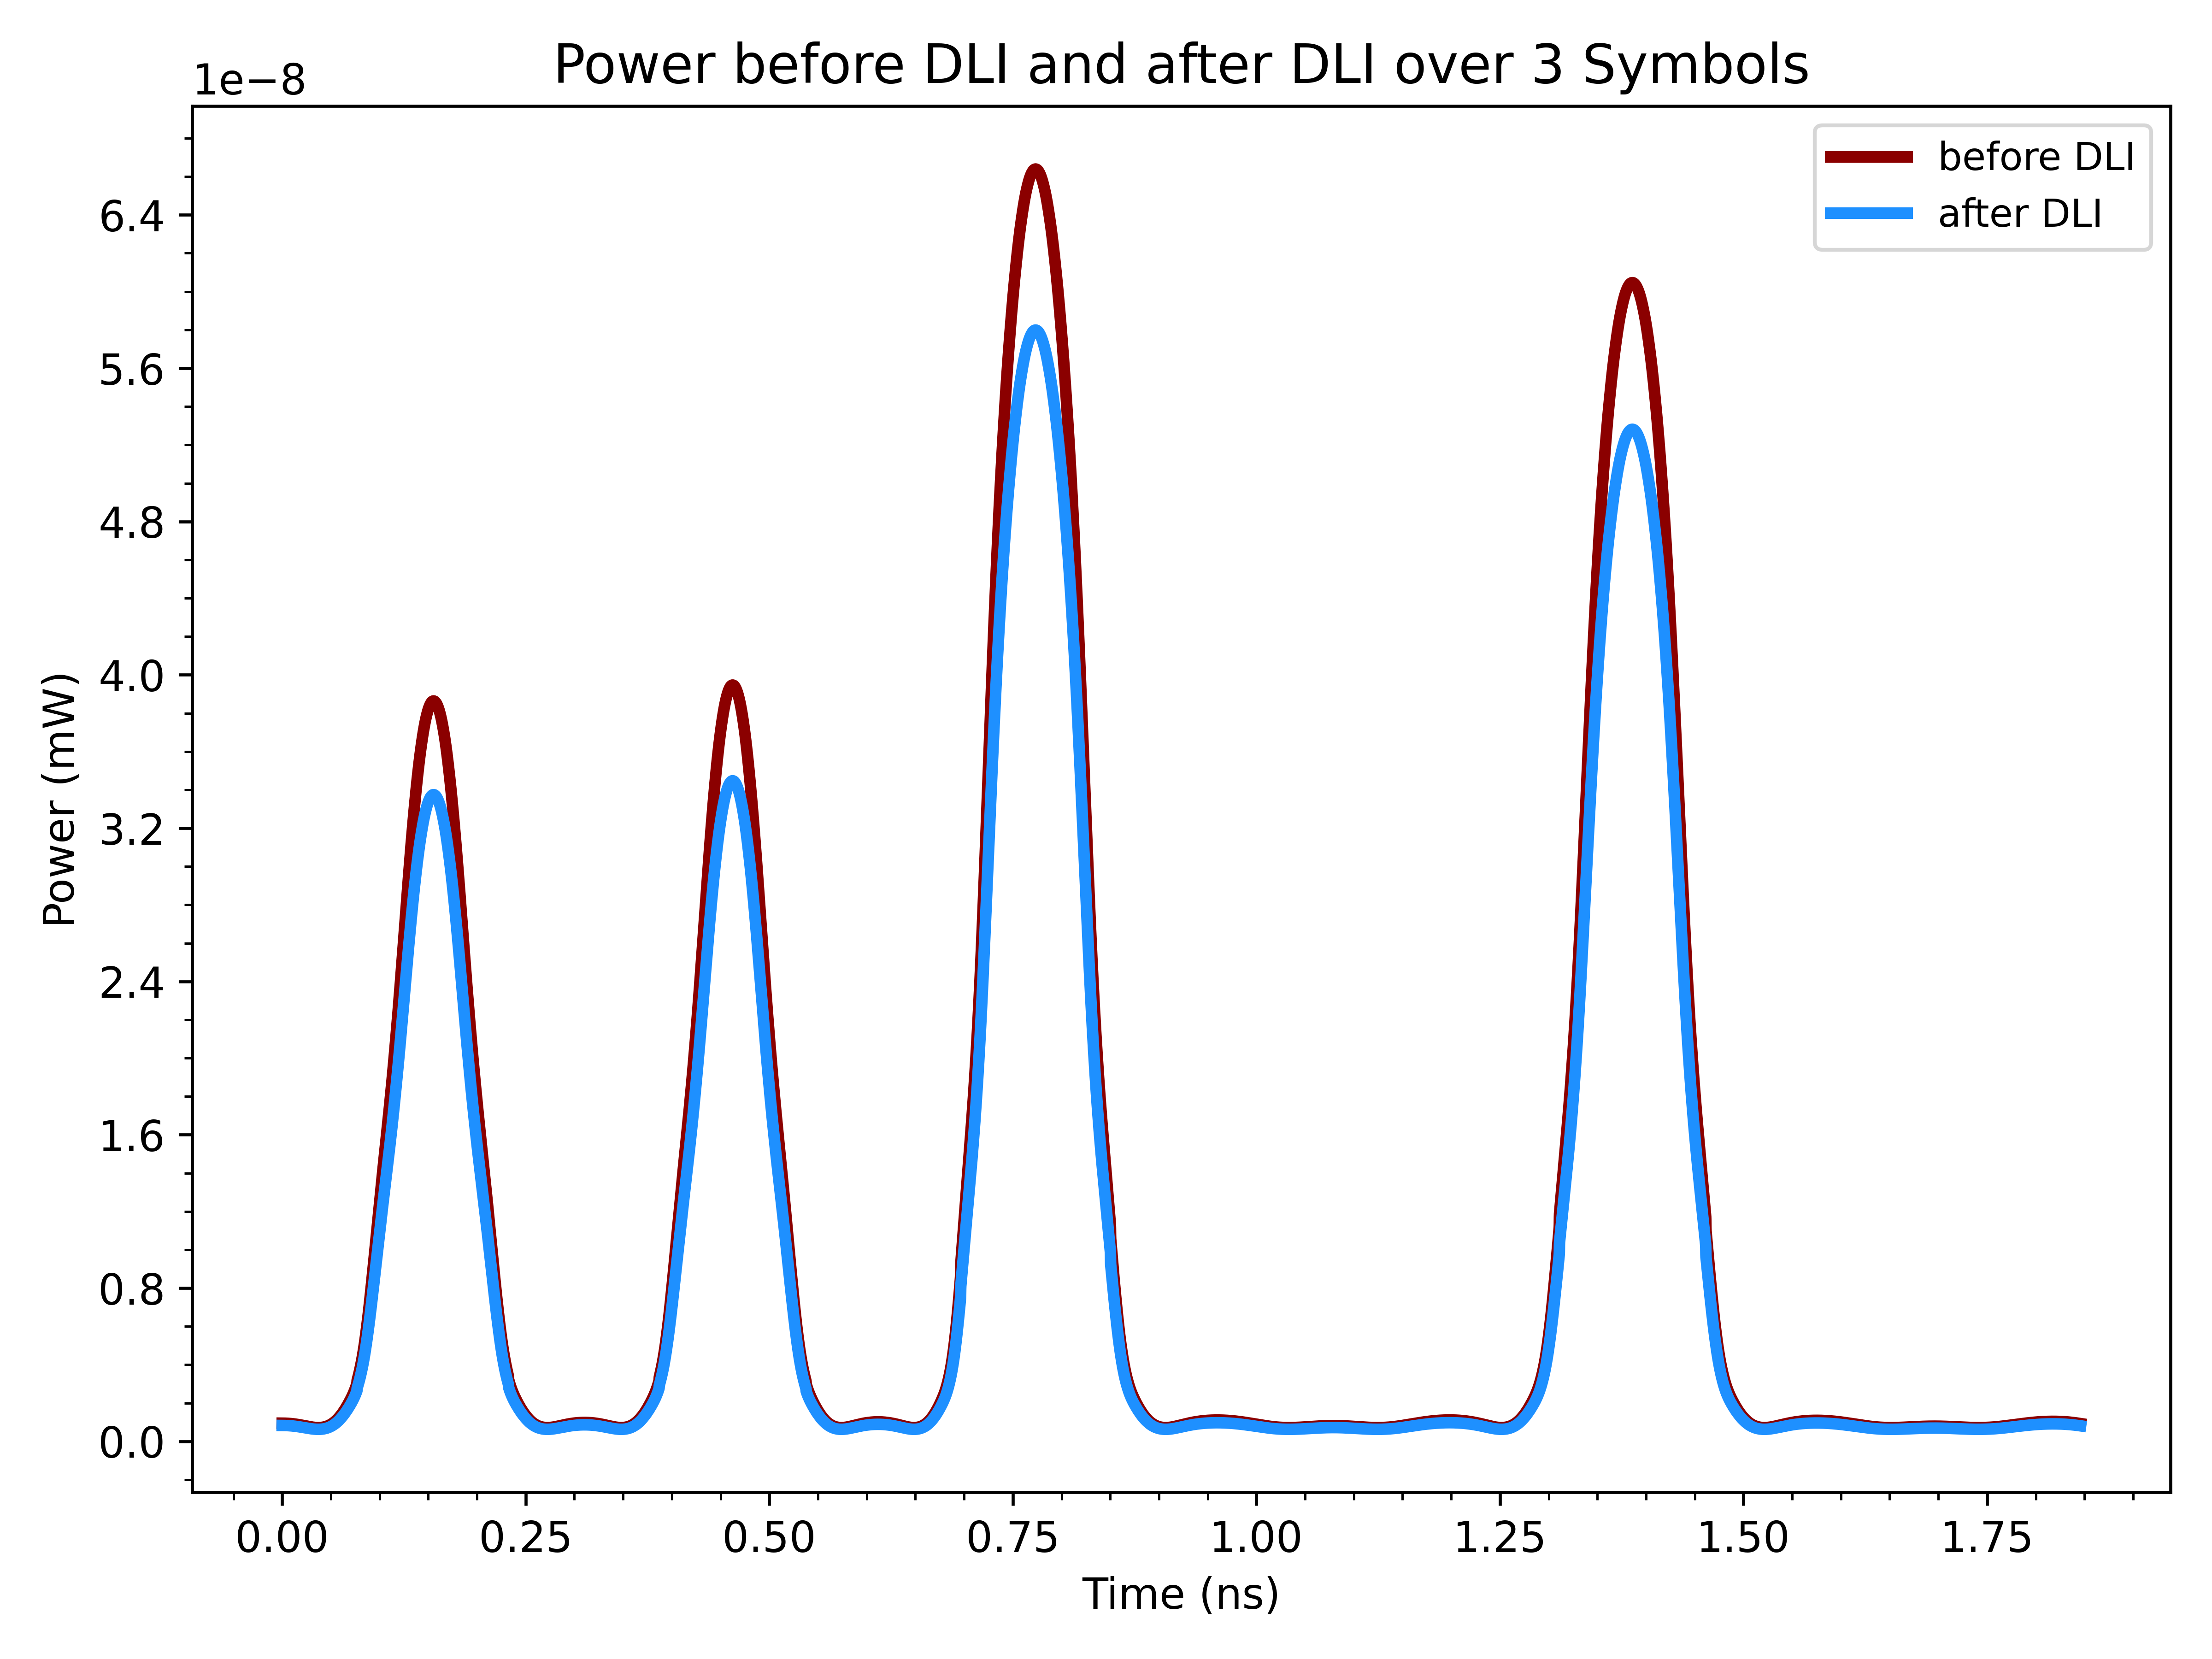 Power before DLI and after DLI over 3 Symbols
1e−8
before DLI
after DLI
6.4
5.6
4.8
4.0
3.2
2.4
1.6
0.8
0.0
Power (mW)
0.00 0.25 0.50 0.75 1.00 1.25 1.50 1.75
Time (ns)